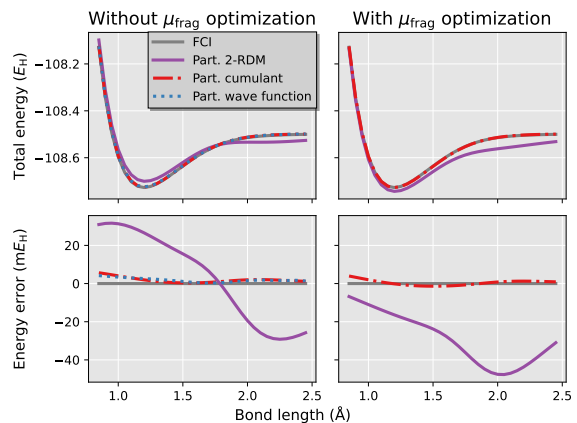 Without μfrag optimization
With μfrag optimization
FCI
Part. 2-RDM
Part. cumulant
Part. wave function
Total energy (EH)
−108.2
−108.4
−108.6
Energy error (mEH)
20
0
−20
−40
1.0
1.5
2.0
2.5
1.0
1.5
2.0
2.5
Bond length (Å)